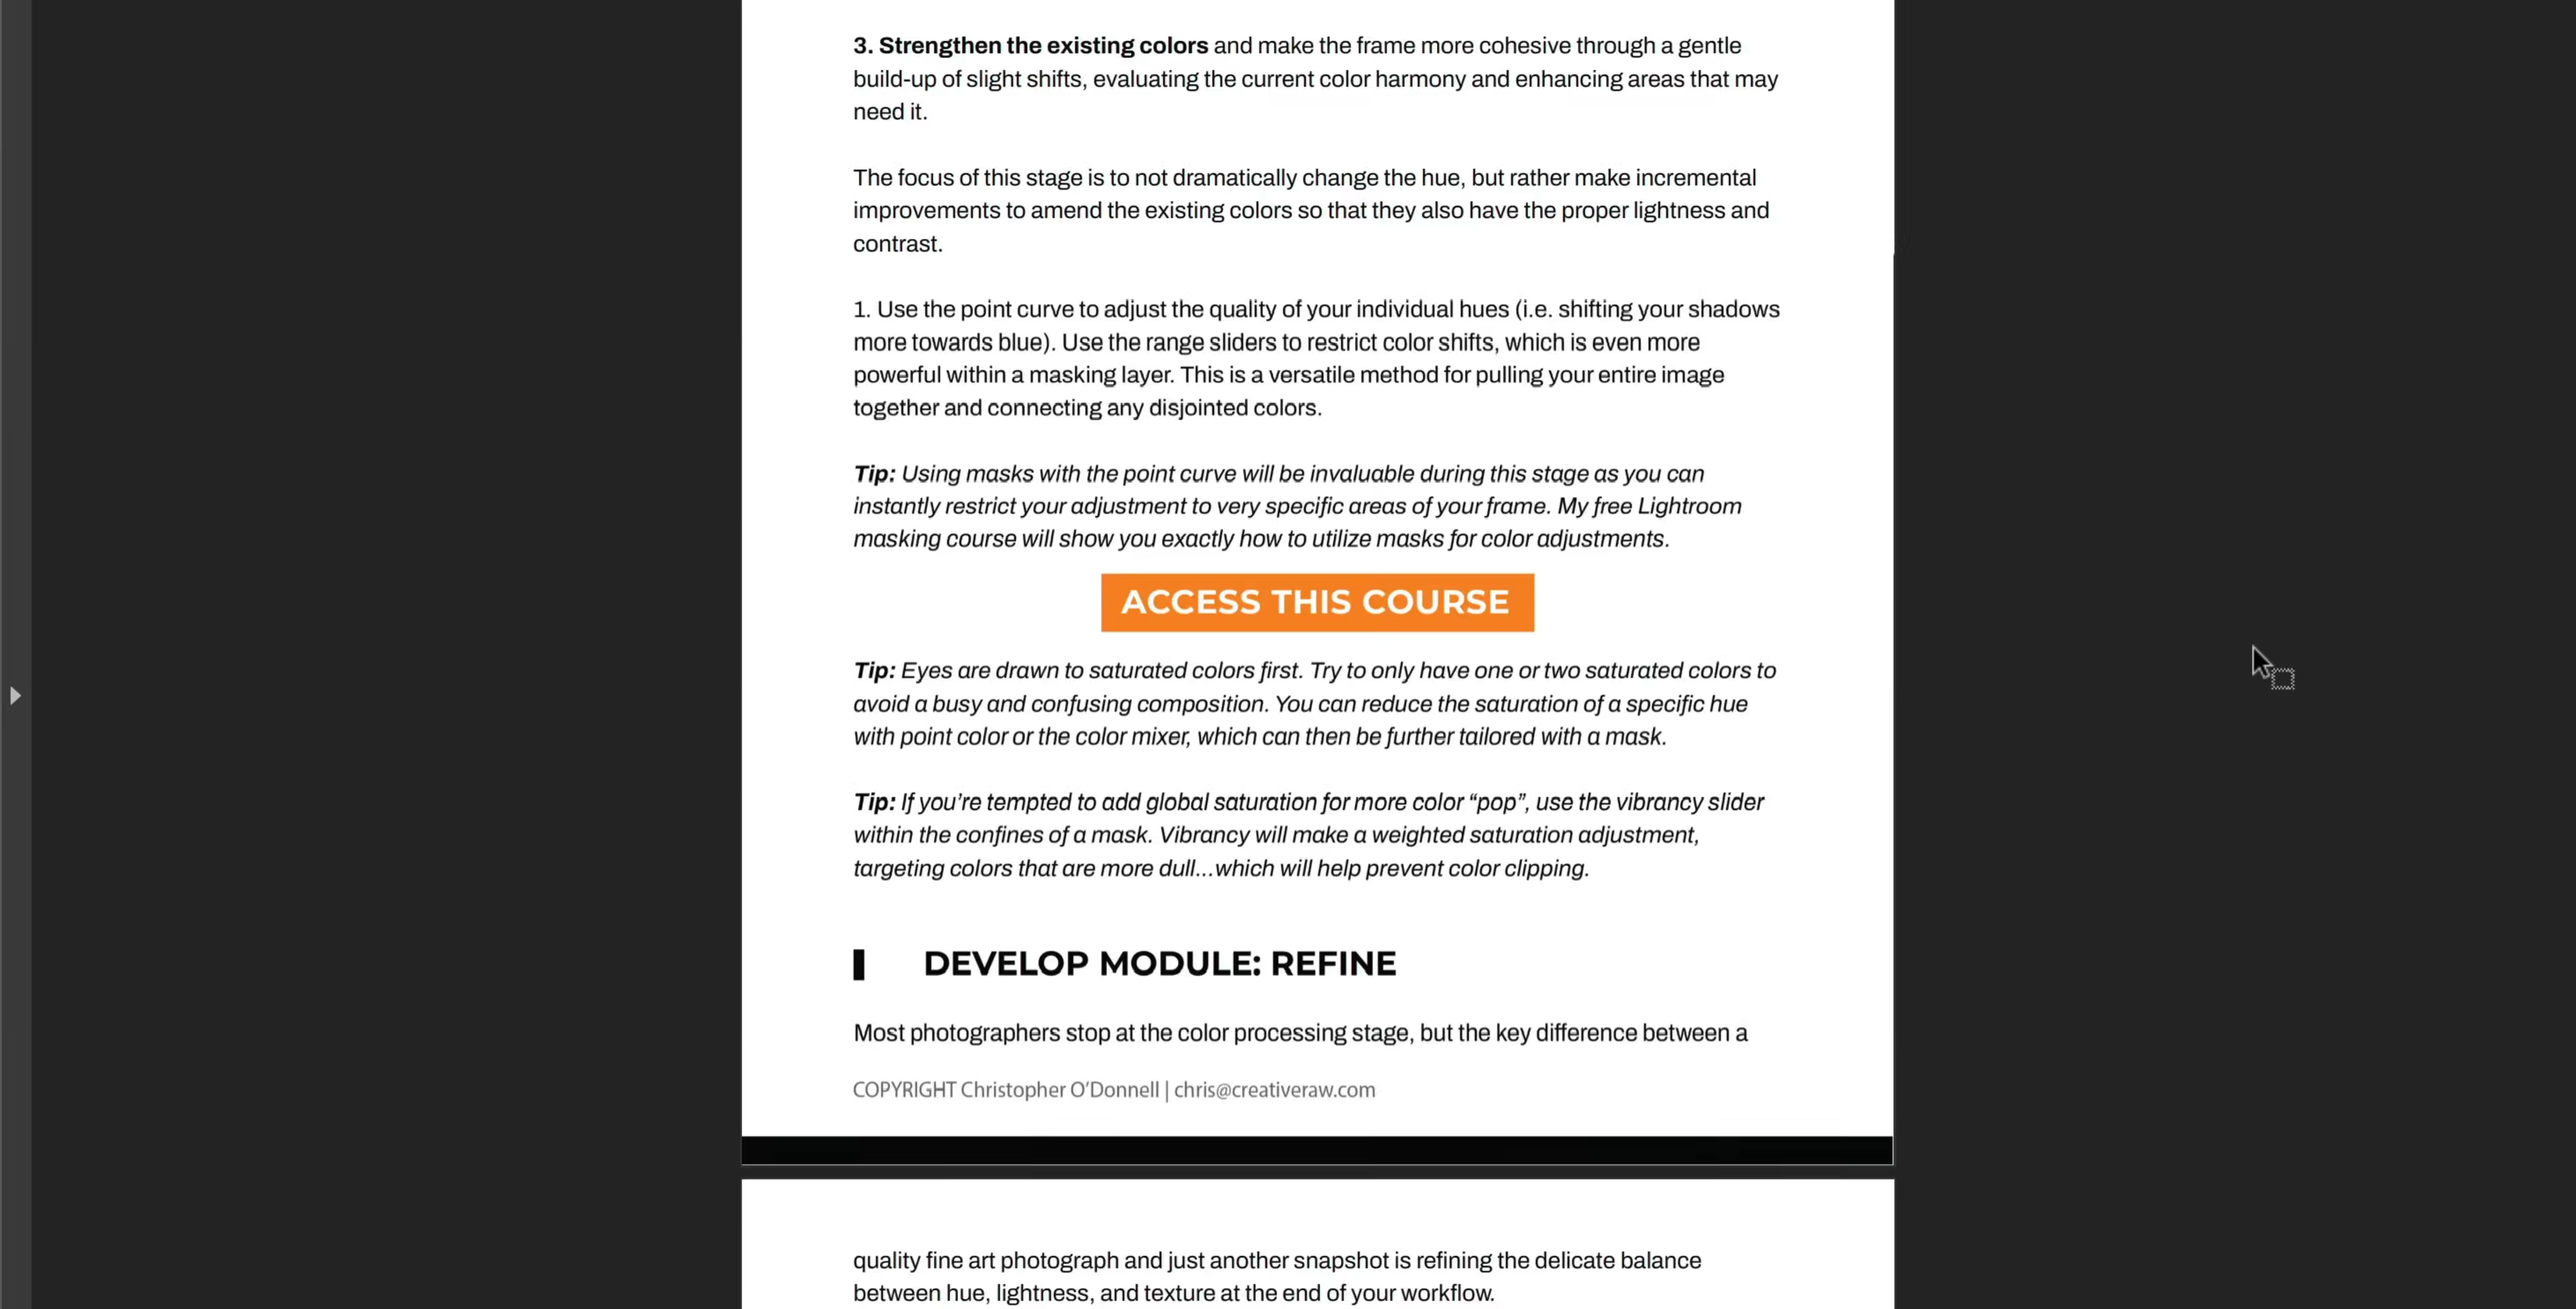 3. Strengthen the existing colors and make the frame more cohesive through a gentle
build-up of slight shifts, evaluating the current color harmony and enhancing areas that may
need it.
The focus of this stage is to not dramatically change the hue, but rather make incremental
improvements to amend the existing colors so that they also have the proper lightness and
contrast.
1. Use the point curve to adjust the quality of your individual hues (i.e. shifting your shadows
more towards blue). Use the range sliders to restrict color shifts, which is even more
powerful within a masking layer. This is a versatile method for pulling your entire image
together and connecting any disjointed colors.
Tip: Using masks with the point curve will be invaluable during this stage as you can
instantly restrict your adjustment to very specific areas of your frame. My free Lightroom
masking course will show you exactly how to utilize masks for color adjustments.
ACCESS THIS COURSE
Tip: Eyes are drawn to saturated colors first. Try to only have one or two saturated colors to
avoid a busy and confusing composition. You can reduce the saturation of a specific hue
with point color or the color mixer, which can then be further tailored with a mask.
Tip: If you’re tempted to add global saturation for more color “pop”, use the vibrancy slider
within the confines of a mask. Vibrancy will make a weighted saturation adjustment,
targeting colors that are more dull...which will help prevent color clipping.
DEVELOP MODULE: REFINE
Most photographers stop at the color processing stage, but the key difference between a
COPYRIGHT Christopher O’Donnell | chris@creativeraw.com
quality fine art photograph and just another snapshot is refining the delicate balance
between hue, lightness, and texture at the end of your workflow.